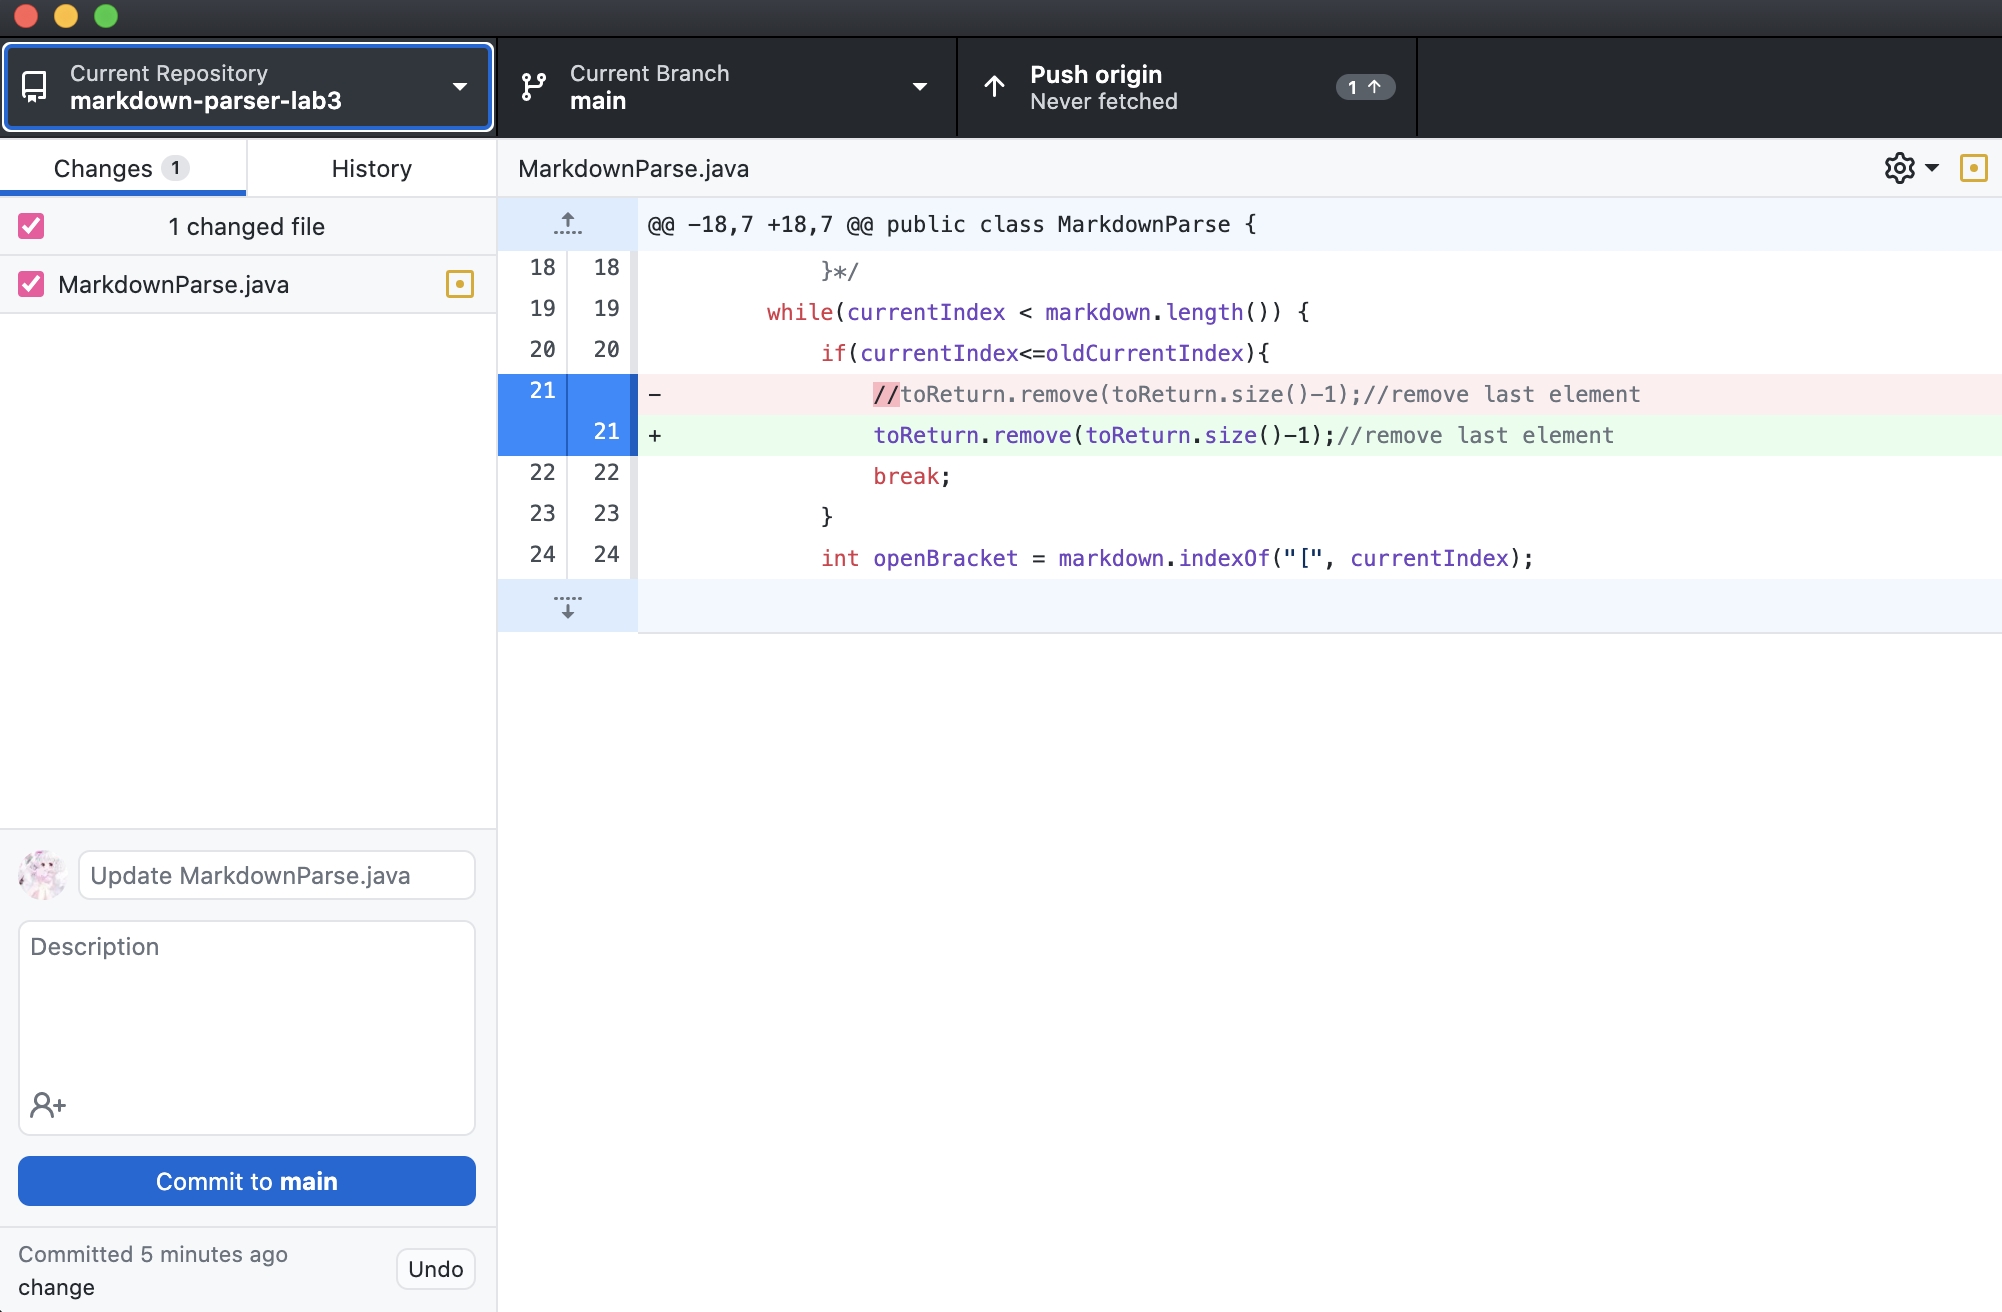 Current Repository
markdown-parser-lab3
Current Branch
main
Push origin
Never fetched
1
Changes 1
History
MarkdownParse.java
1 changed file
MarkdownParse.java
@@ -18,7 +18,7 @@ public class MarkdownParse {
18 18 }*/
19 19 while(currentIndex < markdown.length()) {
20 20 if(currentIndex<=oldCurrentIndex){
21 - //toReturn.remove(toReturn.size()-1);//remove last element
21 + toReturn.remove(toReturn.size()-1);//remove last element
22 22 break;
23 23 }
24 24 int openBracket = markdown.indexOf("[", currentIndex);
Update MarkdownParse.java
Description
Commit to main
Committed 5 minutes ago
change
Undo